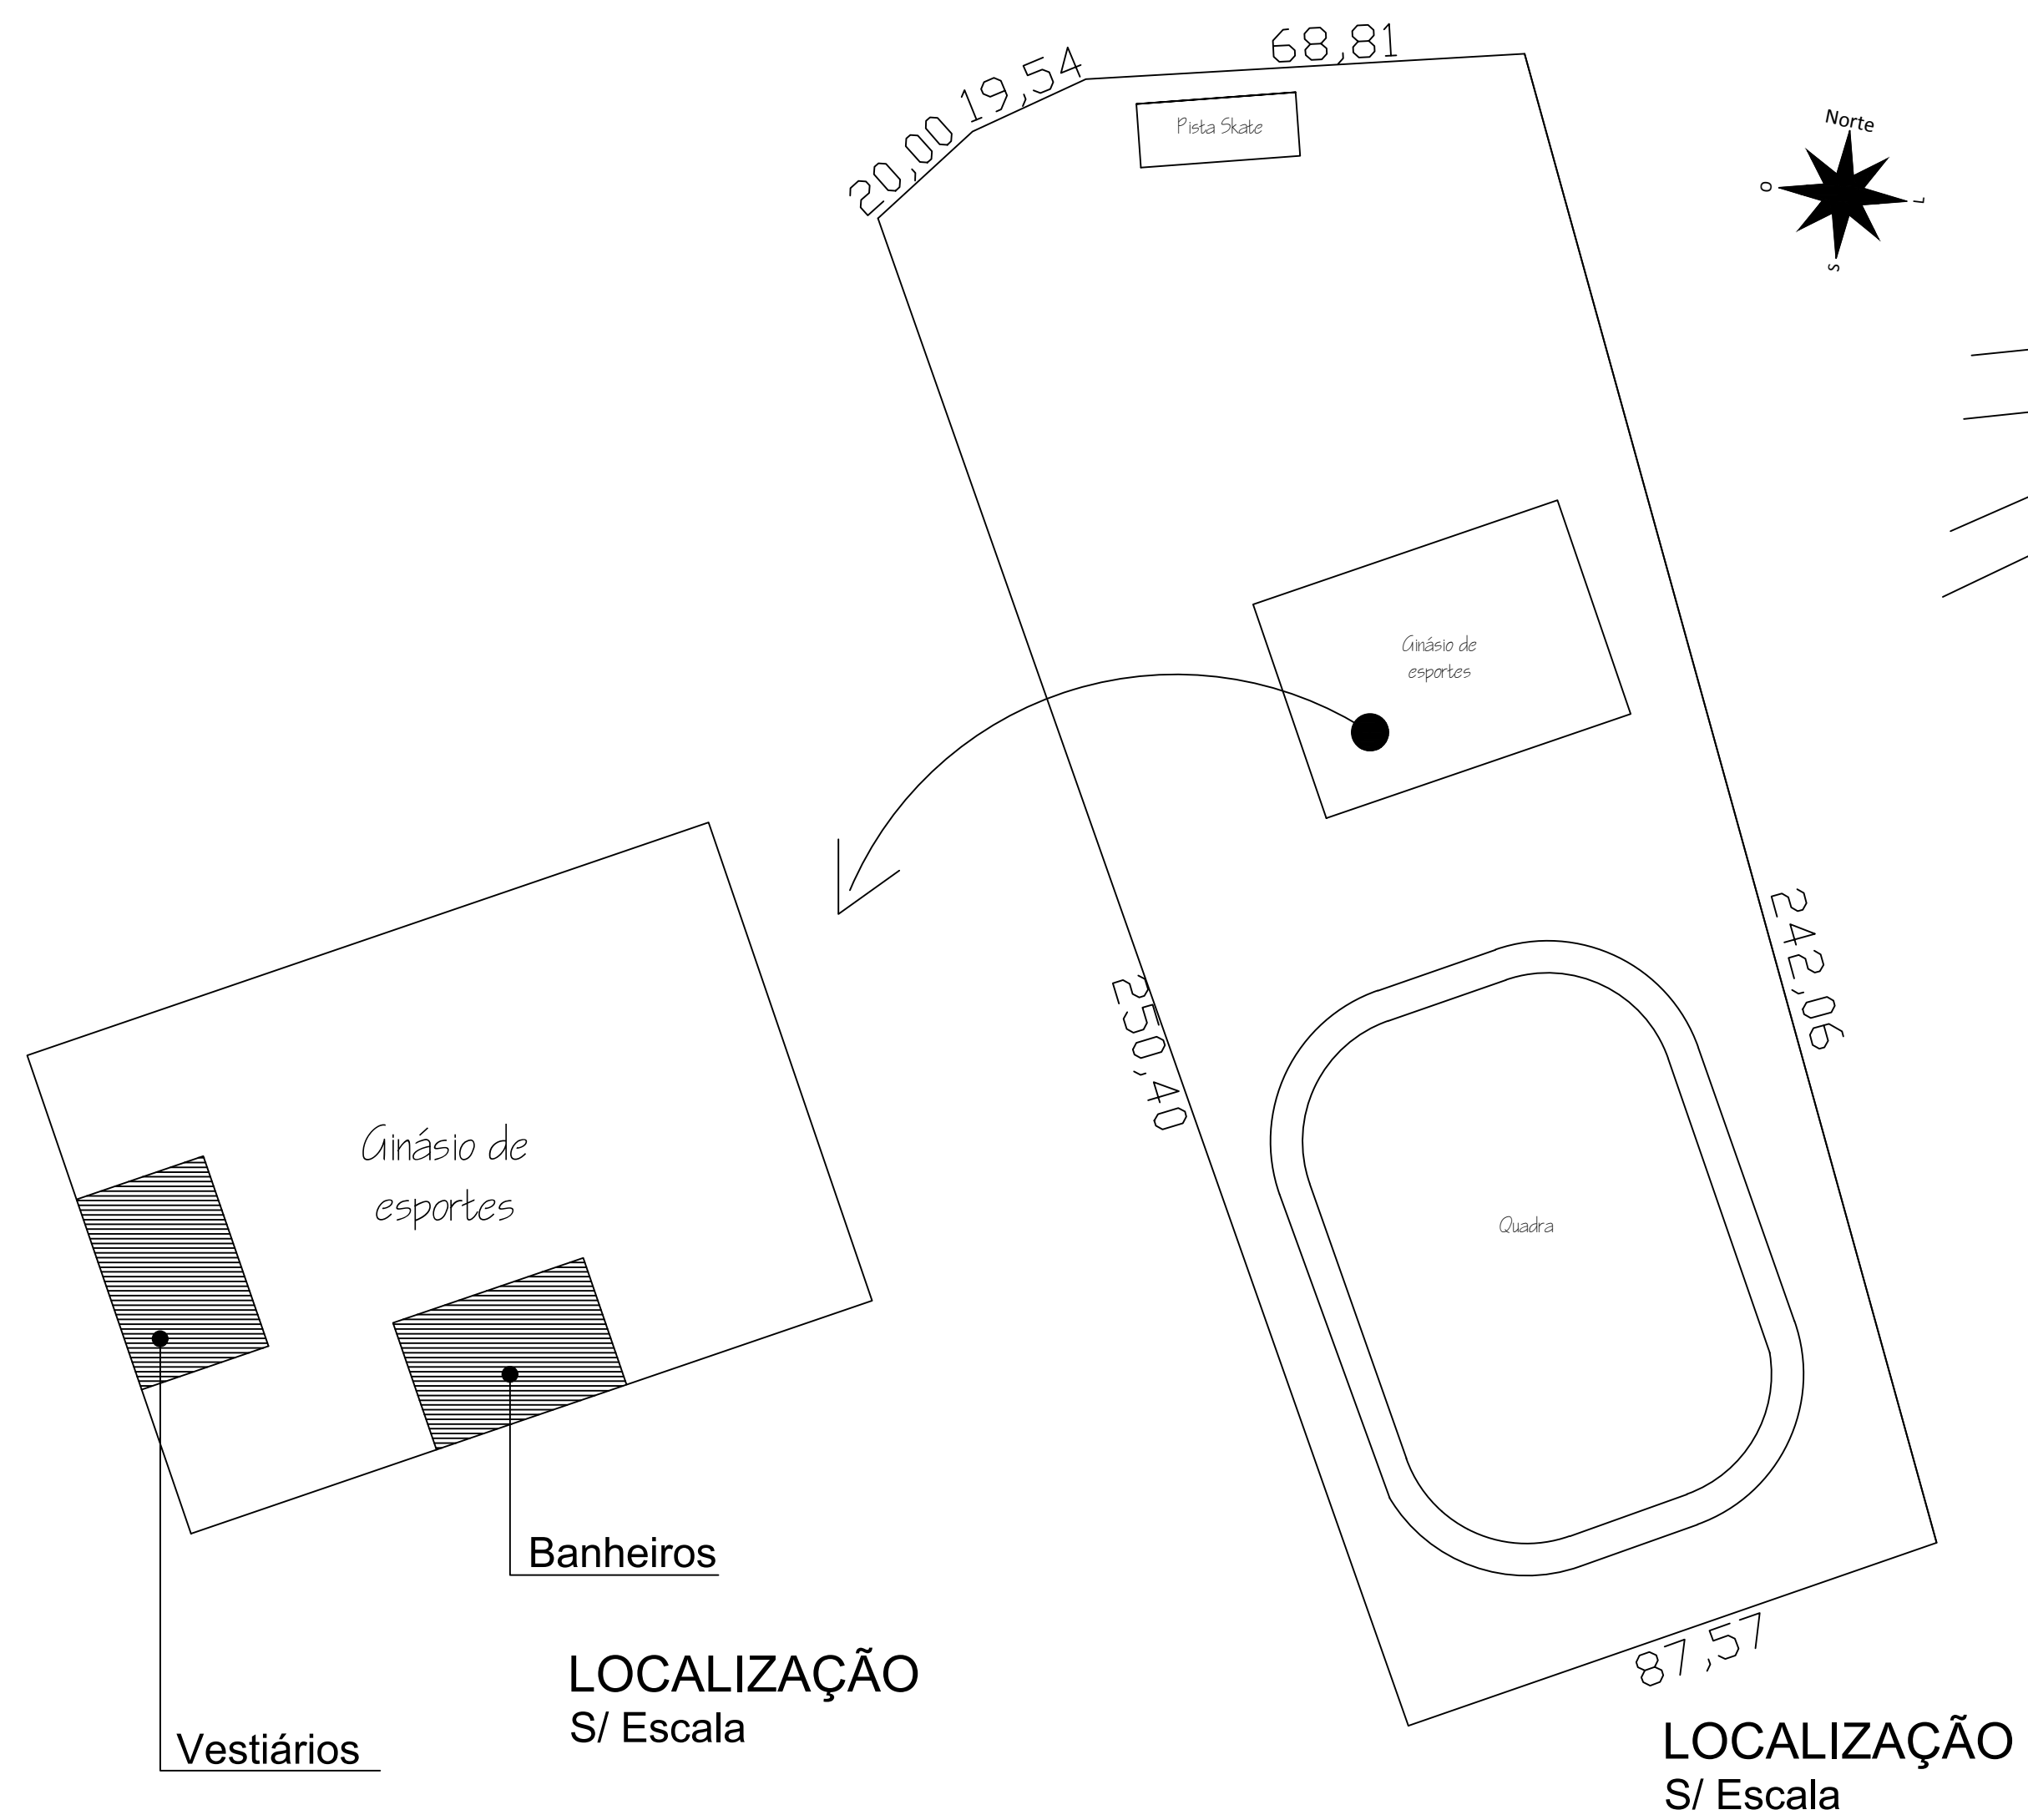 68,81
19,54
20,00
Pista Skate
Norte
O
L
S
Ginásio de
esportes
242,06
250,40
Ginásio de
esportes
Quadra
Banheiros
87,57
LOCALIZAÇÃO
S/ Escala
Vestiários
LOCALIZAÇÃO
S/ Escala